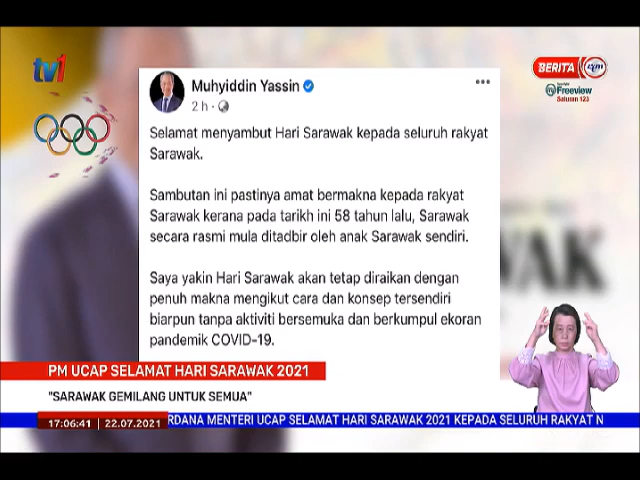 tv1
BERITA rtm
Freeview
Saluran 123
Muhyiddin Yassin
2 h
Selamat menyambut Hari Sarawak kepada seluruh rakyat
Sarawak.
Sambutan ini pastinya amat bermakna kepada rakyat
Sarawak kerana pada tarikh ini 58 tahun lalu, Sarawak
secara rasmi mula ditadbir oleh anak Sarawak sendiri.
Saya yakin Hari Sarawak akan tetap diraikan dengan
penuh makna mengikut cara dan konsep tersendiri
biarpun tanpa aktiviti bersemuka dan berkumpul ekoran
pandemik COVID-19.
PM UCAP SELAMAT HARI SARAWAK 2021
"SARAWAK GEMILANG UNTUK SEMUA"
17:06:41 22.07.2021 RDANA MENTERI UCAP SELAMAT HARI SARAWAK 2021 KEPADA SELURUH RAKYAT N